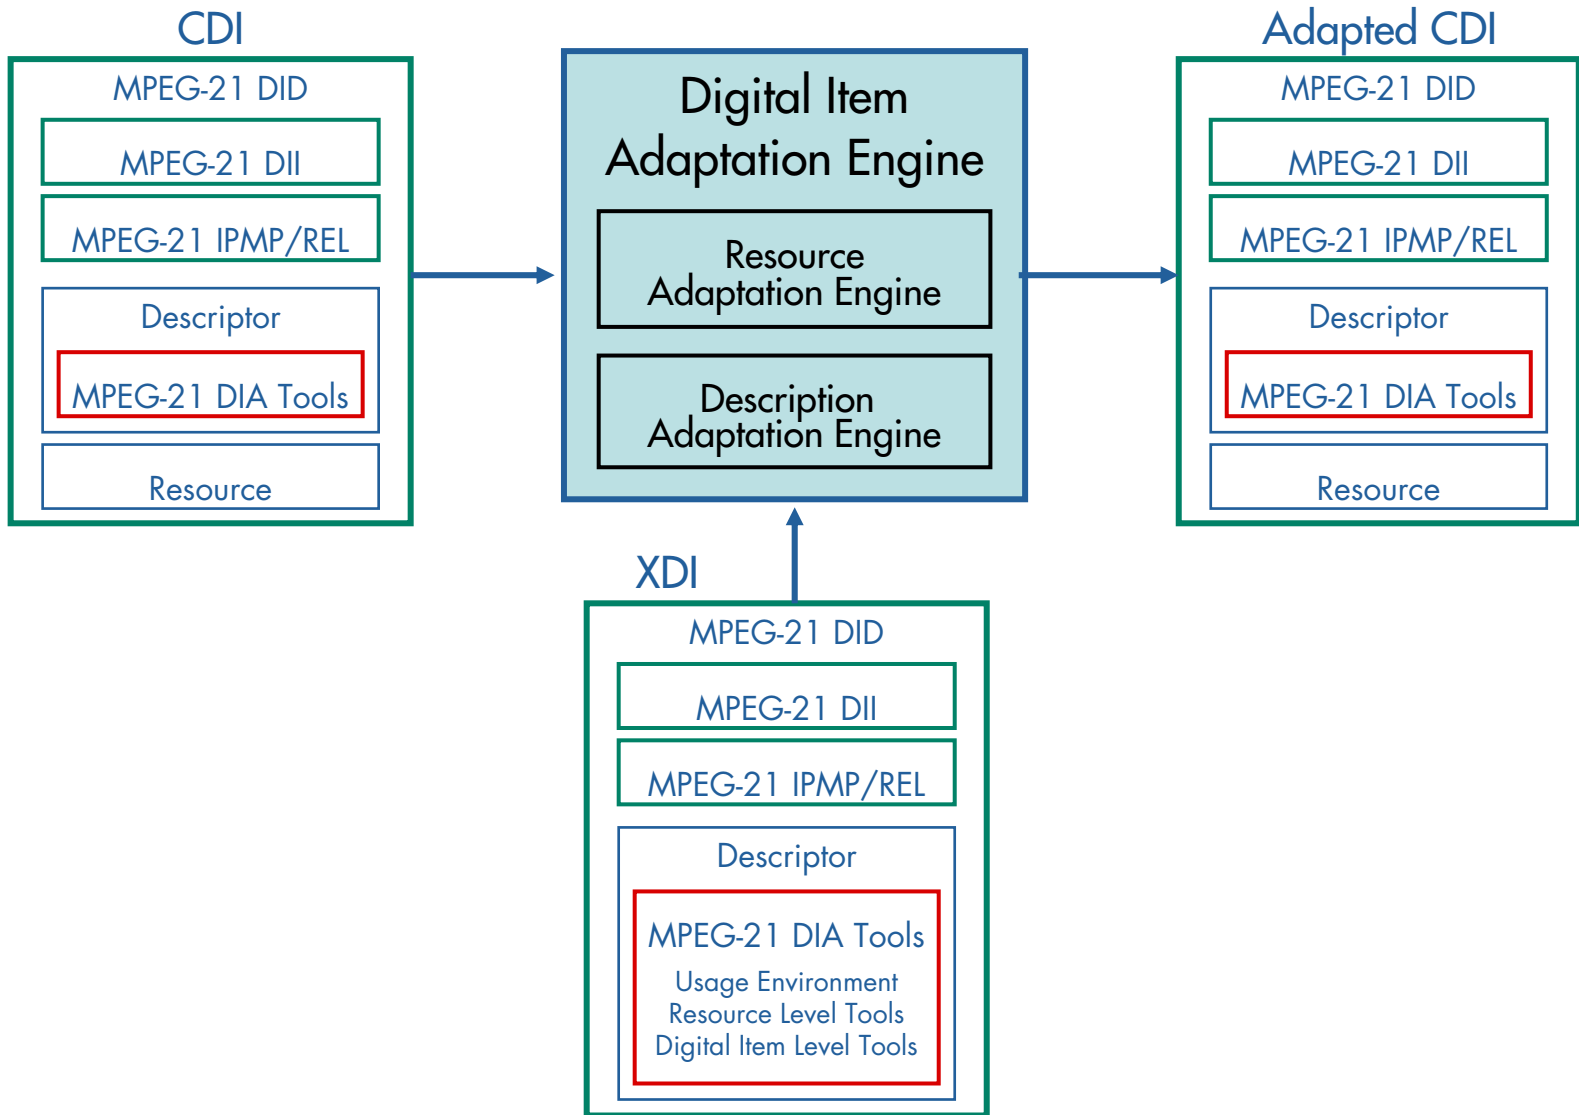 CDI
MPEG-21 DID
MPEG-21 DII
MPEG-21 IPMP/REL
Descriptor
MPEG-21 DIA Tools
Resource
Digital Item
Adaptation Engine
Resource
Adaptation Engine
Description
Adaptation Engine
Adapted CDI
MPEG-21 DID
MPEG-21 DII
MPEG-21 IPMP/REL
Descriptor
MPEG-21 DIA Tools
Resource
XDI
MPEG-21 DID
MPEG-21 DII
MPEG-21 IPMP/REL
Descriptor
MPEG-21 DIA Tools
Usage Environment
Resource Level Tools
Digital Item Level Tools